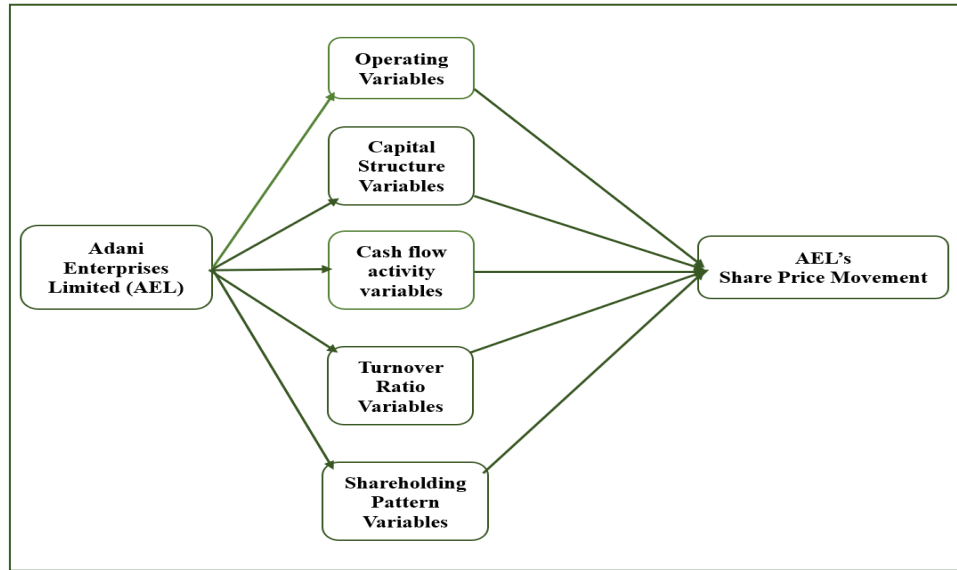 Operating
Variables
Capital
Structure
Variables
Adani
Enterprises
Limited (AEL)
Cash flow
activity
variables
AEL’s
Share Price Movement
Turnover
Ratio
Variables
Shareholding
Pattern
Variables